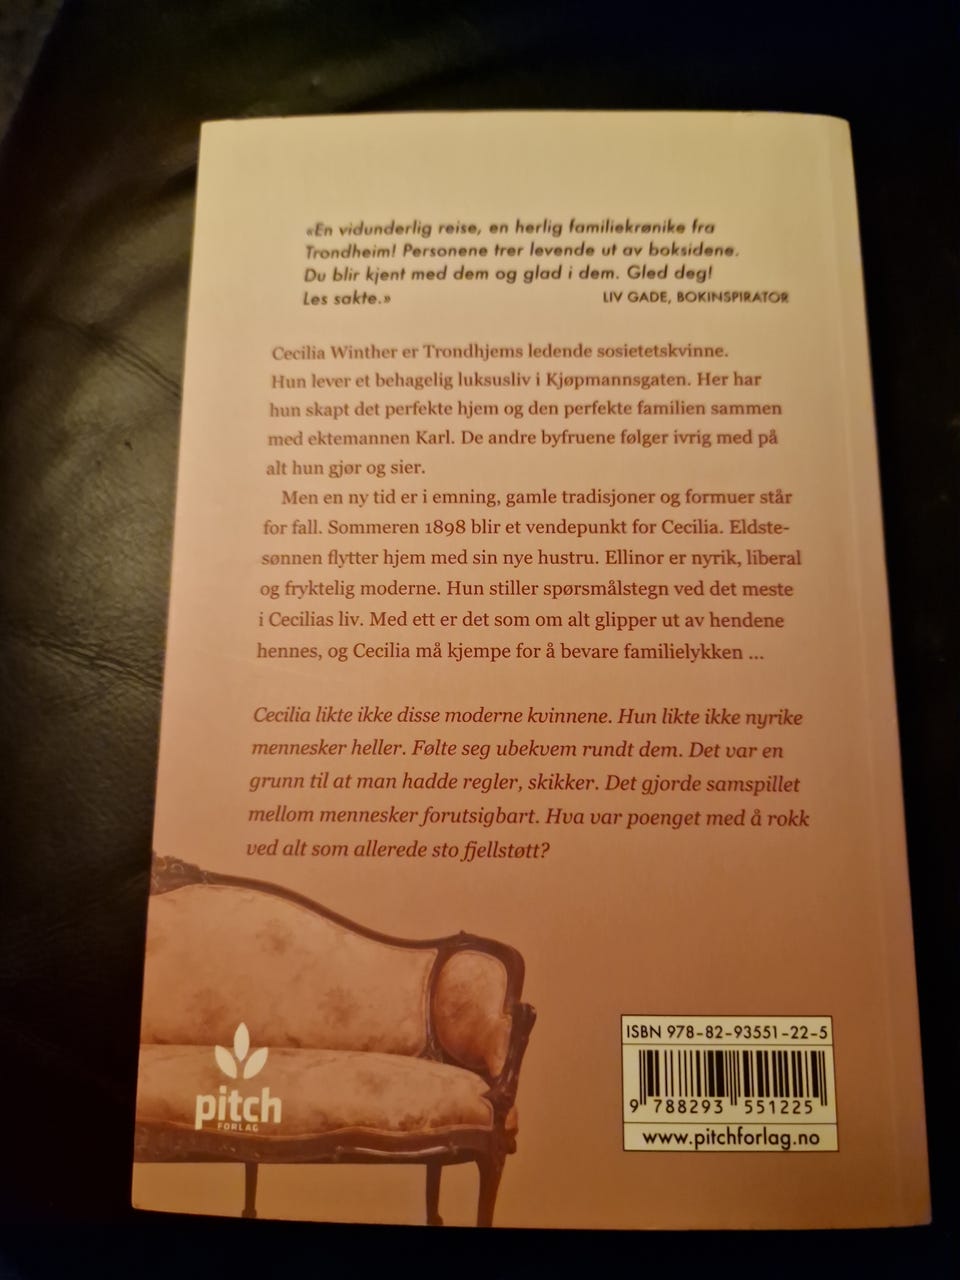 «En vidunderlig reise, en herlig familiekrønike fra
Trondheim! Personene trer levende ut av boksidene.
Du blir kjent med dem og glad i dem. Gled deg!
Les sakte.» LIV GADE, BOKINSPIRATOR
Cecilia Winther er Trondhjems ledende sosietetskvinne.
Hun lever et behagelig luksusliv i Kjøpmannsgaten. Her har
hun skapt det perfekte hjem og den perfekte familien sammen
med ektemannen Karl. De andre byfruene følger ivrig med på
alt hun gjør og sier.
Men en ny tid er i emning, gamle tradisjoner og formuer står
for fall. Sommeren 1898 blir et vendepunkt for Cecilia. Eldste-
sønnen flytter hjem med sin nye hustru. Ellinor er nyrik, liberal
og fryktelig moderne. Hun stiller spørsmålstegn ved det meste
i Cecilias liv. Med ett er det som om alt glipper ut av hendene
hennes, og Cecilia må kjempe for å bevare familielykken ...
Cecilia likte ikke disse moderne kvinnene. Hun likte ikke nyrike
mennesker heller. Følte seg ubekvem rundt dem. Det var en
grunn til at man hadde regler, skikker. Det gjorde samspillet
mellom mennesker forutsigbart. Hva var poenget med å rokk
ved alt som allerede sto fjellstøtt?
pitch
FORLAG
ISBN 978-82-93551-22-5
9 788293 551225
www.pitchforlag.no